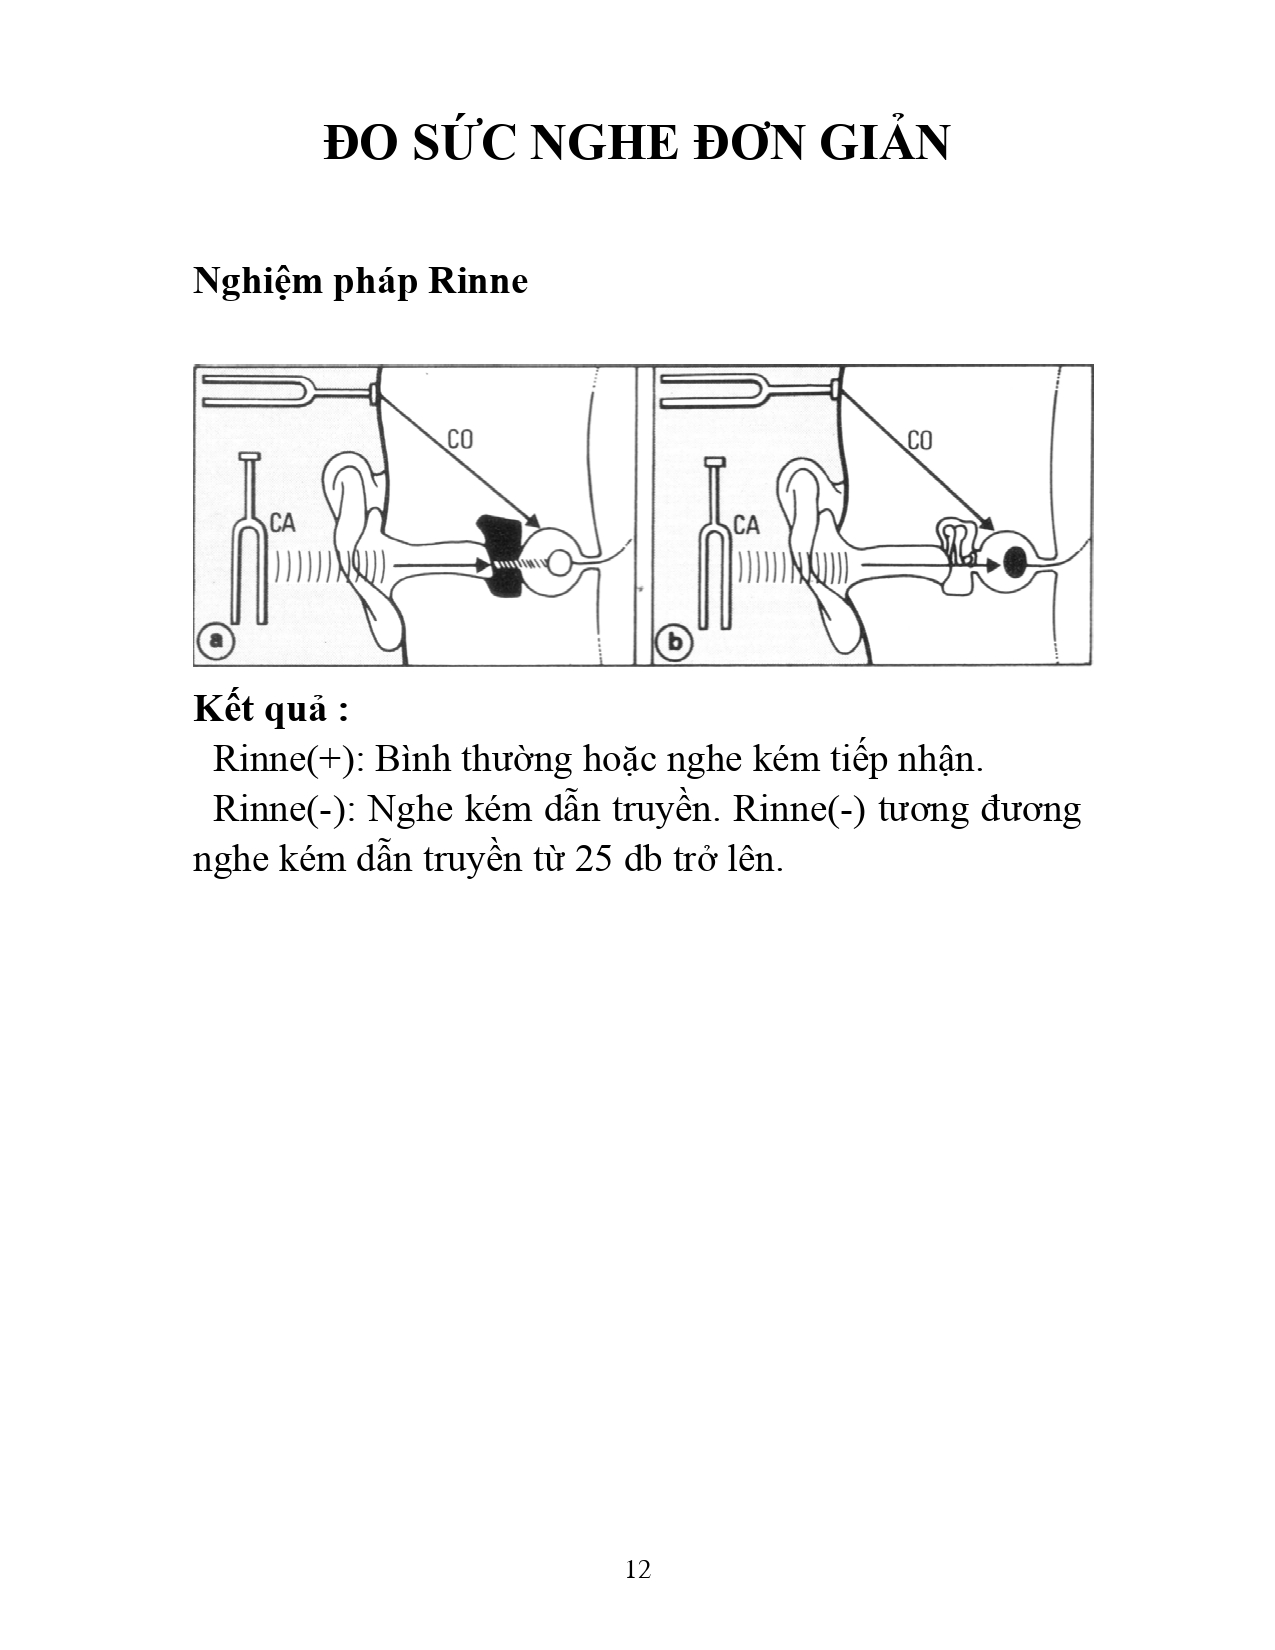 ĐO SỨC NGHE ĐƠN GIẢN
Nghiệm pháp Rinne
CO
CA
a
CO
CA
b
Kết quả :
Rinne(+): Bình thường hoặc nghe kém tiếp nhận.
Rinne(-): Nghe kém dẫn truyền. Rinne(-) tương đương
nghe kém dẫn truyền từ 25 db trở lên.
12